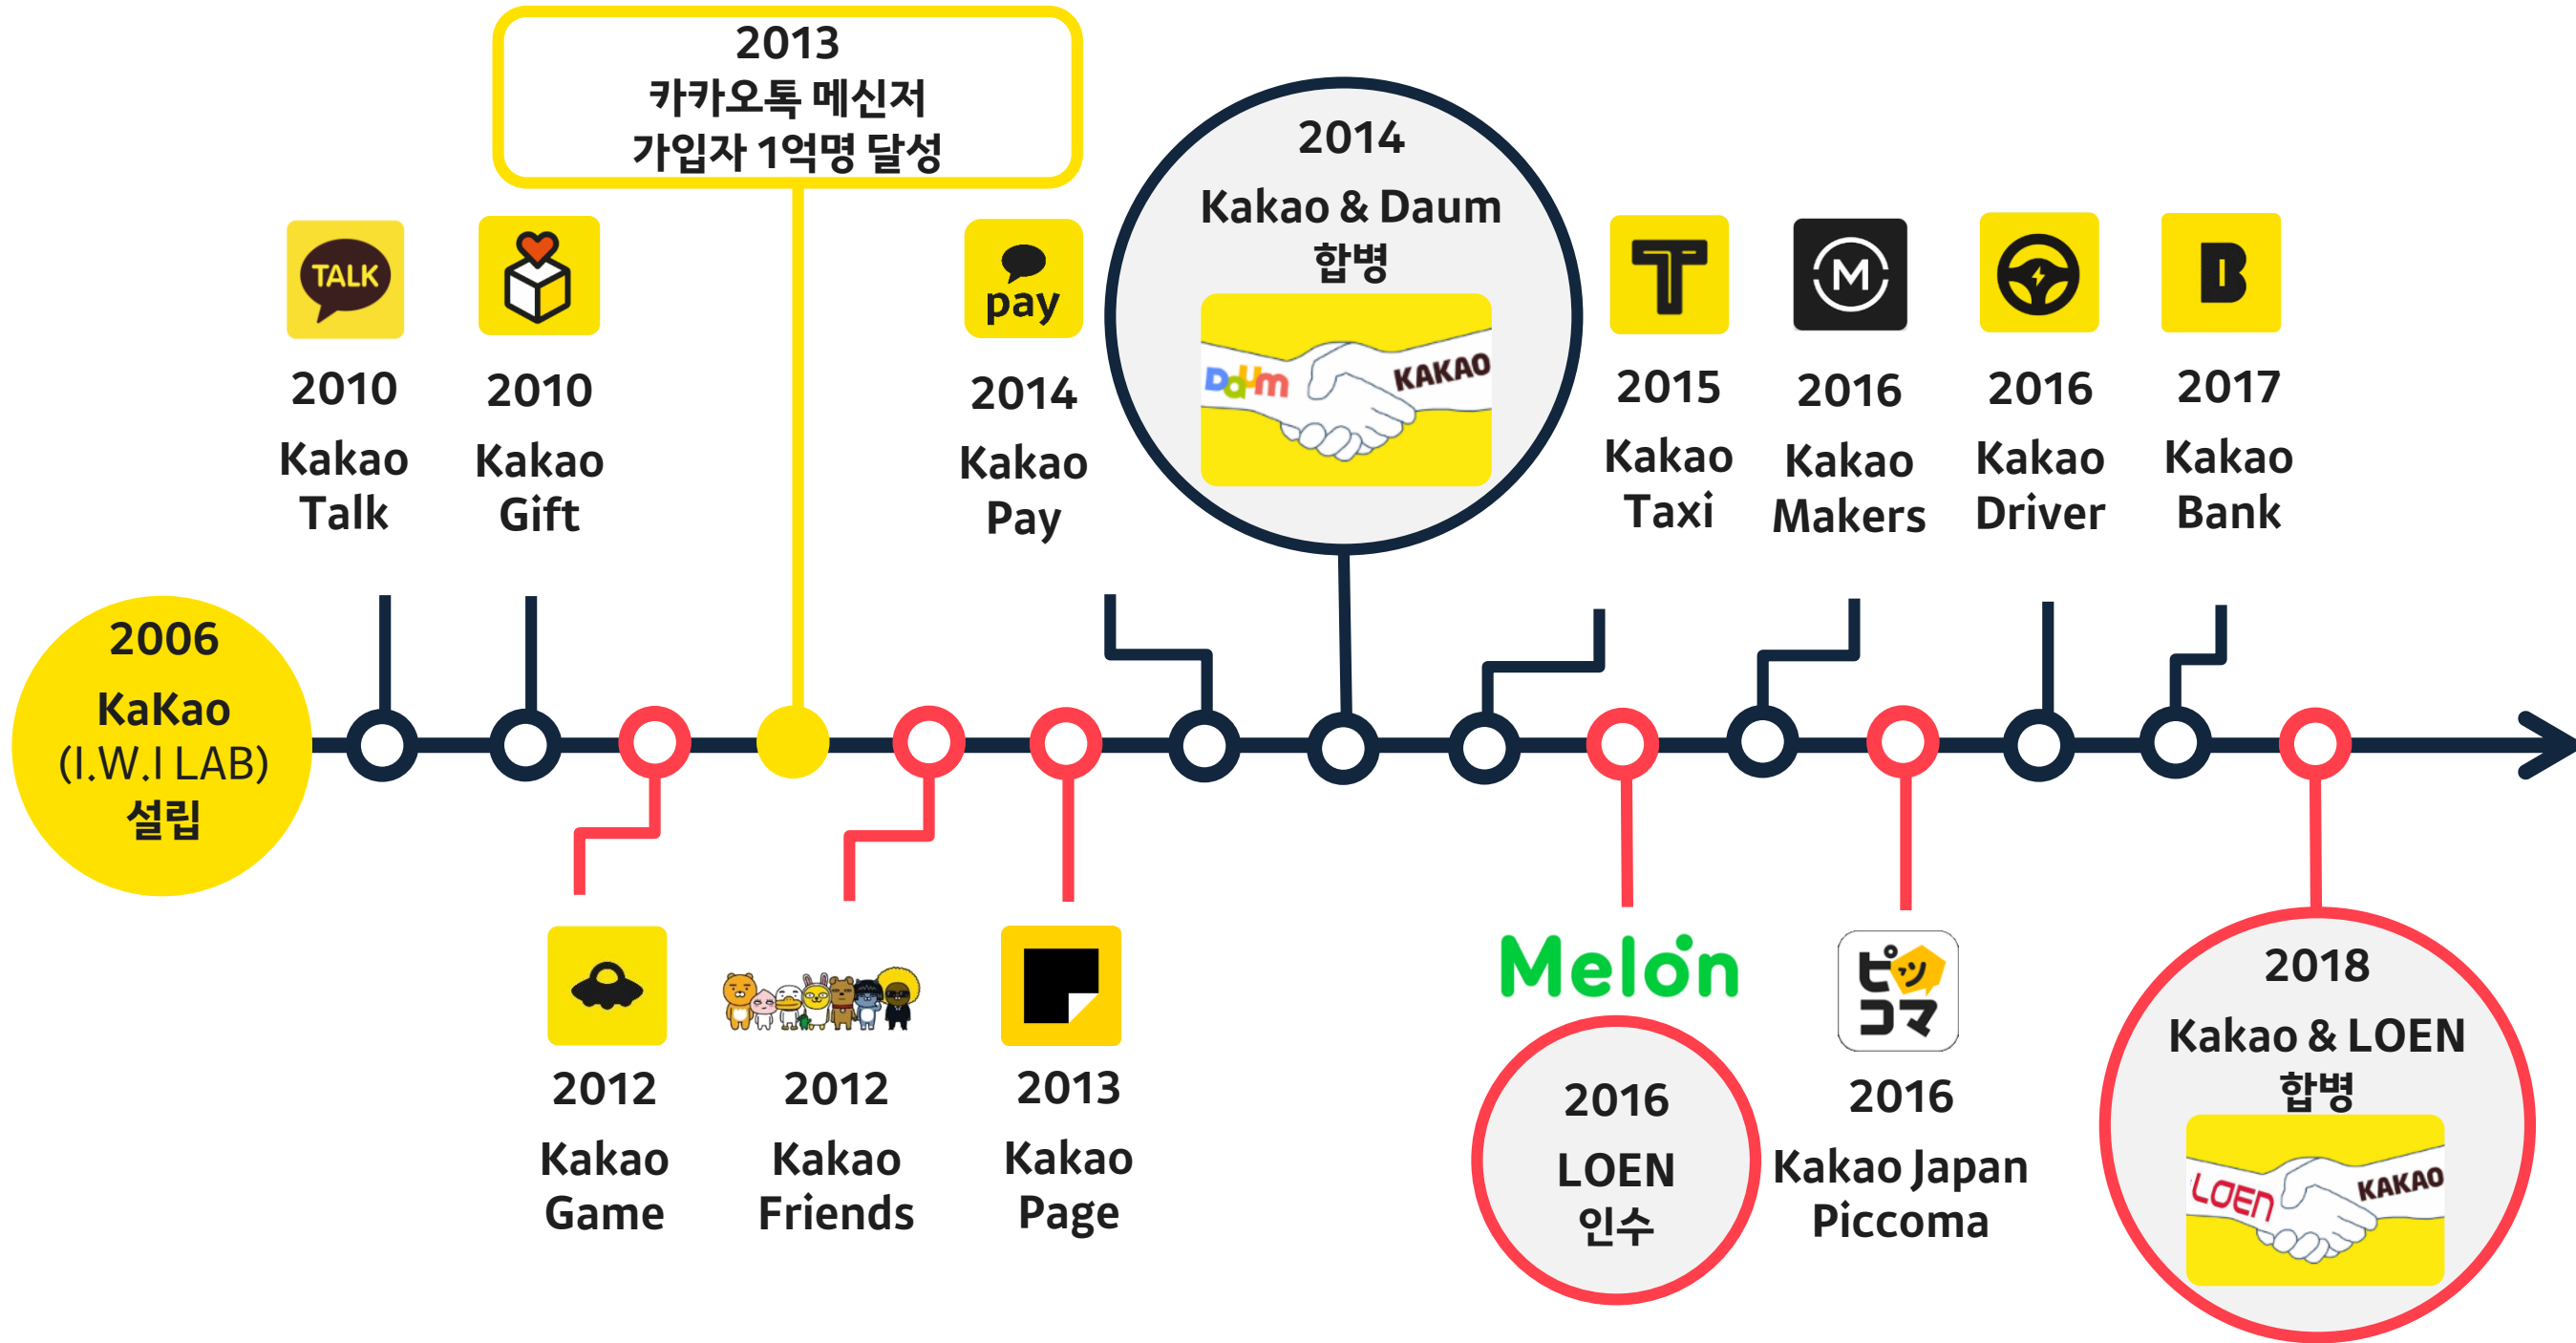 2013
카카오톡 메신저
가입자 1억명 달성
TALK
2010
Kakao
Talk
2010
Kakao
Gift
pay
2014
Kakao
Pay
2014
Kakao & Daum
합병
Daum
KAKAO
T
2015
Kakao
Taxi
M
2016
Kakao
Makers
2016
Kakao
Driver
B
2017
Kakao
Bank
2006
KaKao
(I.W.I LAB)
설립
2012
Kakao
Game
2012
Kakao
Friends
2013
Kakao
Page
Melon
2016
LOEN
인수
ピッ
コマ
2016
Kakao Japan
Piccoma
2018
Kakao & LOEN
합병
LOEN
KAKAO